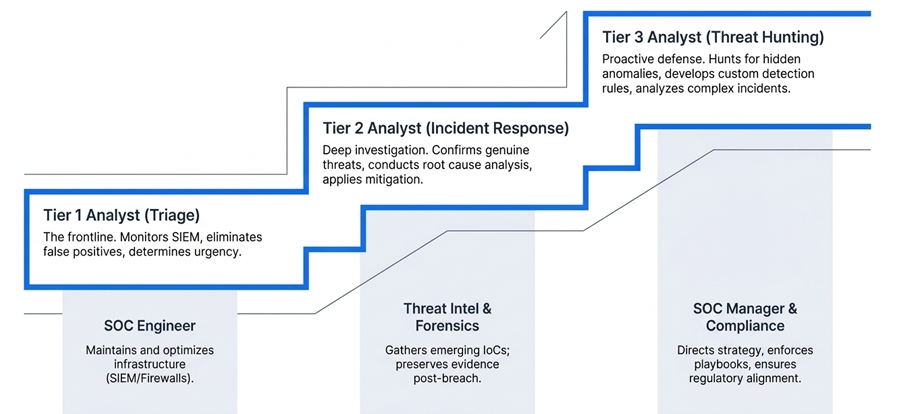 Tier 3 Analyst (Threat Hunting)
Proactive defense. Hunts for hidden
anomalies, develops custom detection
rules, analyzes complex incidents.
Tier 2 Analyst (Incident Response)
Deep investigation. Confirms genuine
threats, conducts root cause analysis,
applies mitigation.
Tier 1 Analyst (Triage)
The frontline. Monitors SIEM, eliminates
false positives, determines urgency.
SOC Engineer
Maintains and optimizes
infrastructure
(SIEM/Firewalls).
Threat Intel &
Forensics
Gathers emerging IoCs;
preserves evidence
post-breach.
SOC Manager &
Compliance
Directs strategy, enforces
playbooks, ensures
regulatory alignment.